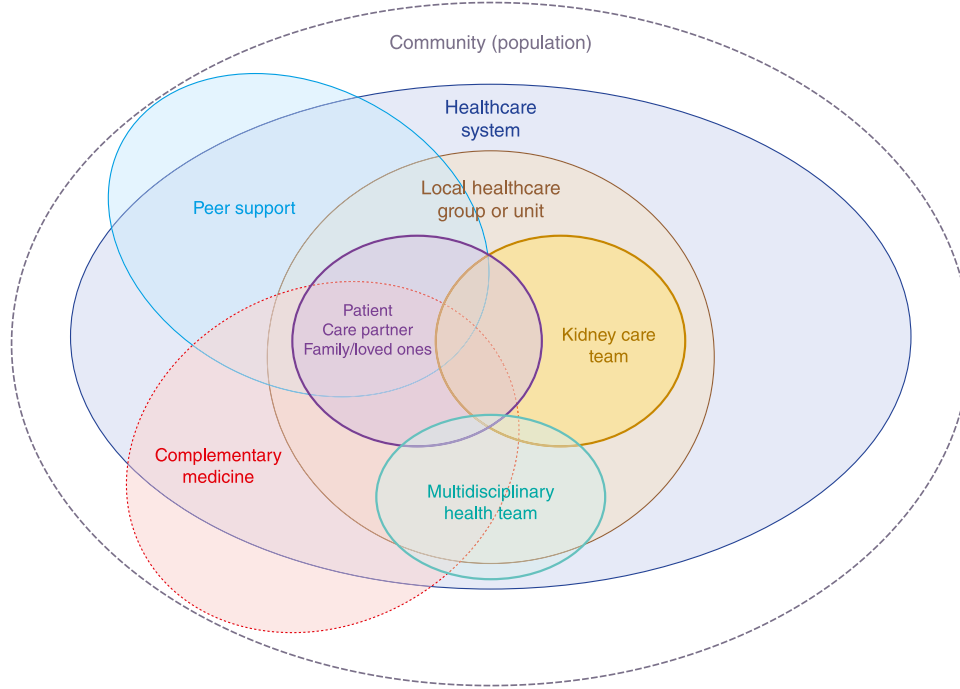 Community (population)
Healthcare
system
Local healthcare
group or unit
Peer support
Patient
Care partner
Family/loved ones
Kidney care
team
Complementary
medicine
Multidisciplinary
health team